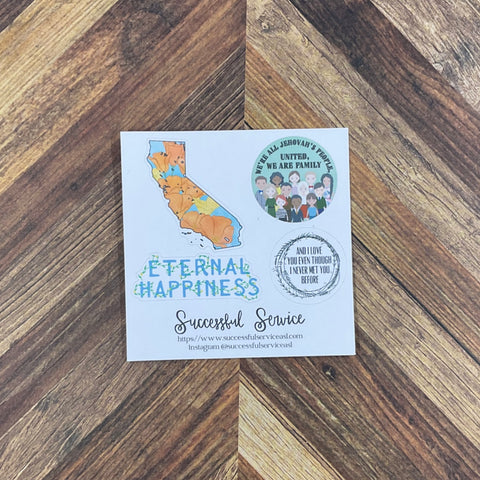 WE'RE ALL JEHOVAH'S PEOPLE,
UNITED,
WE ARE FAMILY
ETERNAL
HAPPINESS
AND I LOVE
YOU EVEN THOUGH
I NEVER MET YOU
BEFORE
Successful Service
https://www.successfulserviceasl.com
Instagram @successfulserviceasl